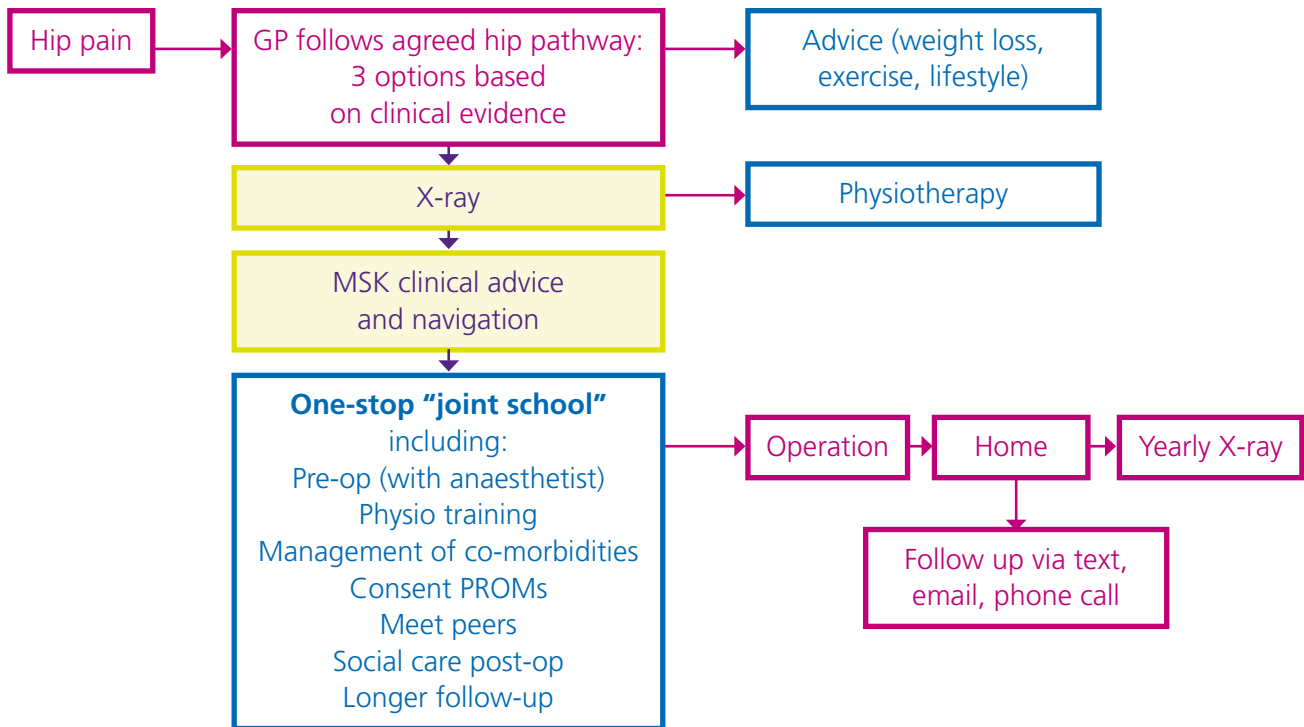 Hip pain
GP follows agreed hip pathway:
3 options based
on clinical evidence
Advice (weight loss,
exercise, lifestyle)
X-ray
Physiotherapy
MSK clinical advice
and navigation
One-stop “joint school”
including:
Pre-op (with anaesthetist)
Physio training
Management of co-morbidities
Consent PROMs
Meet peers
Social care post-op
Longer follow-up
Operation
Home
Yearly X-ray
Follow up via text,
email, phone call